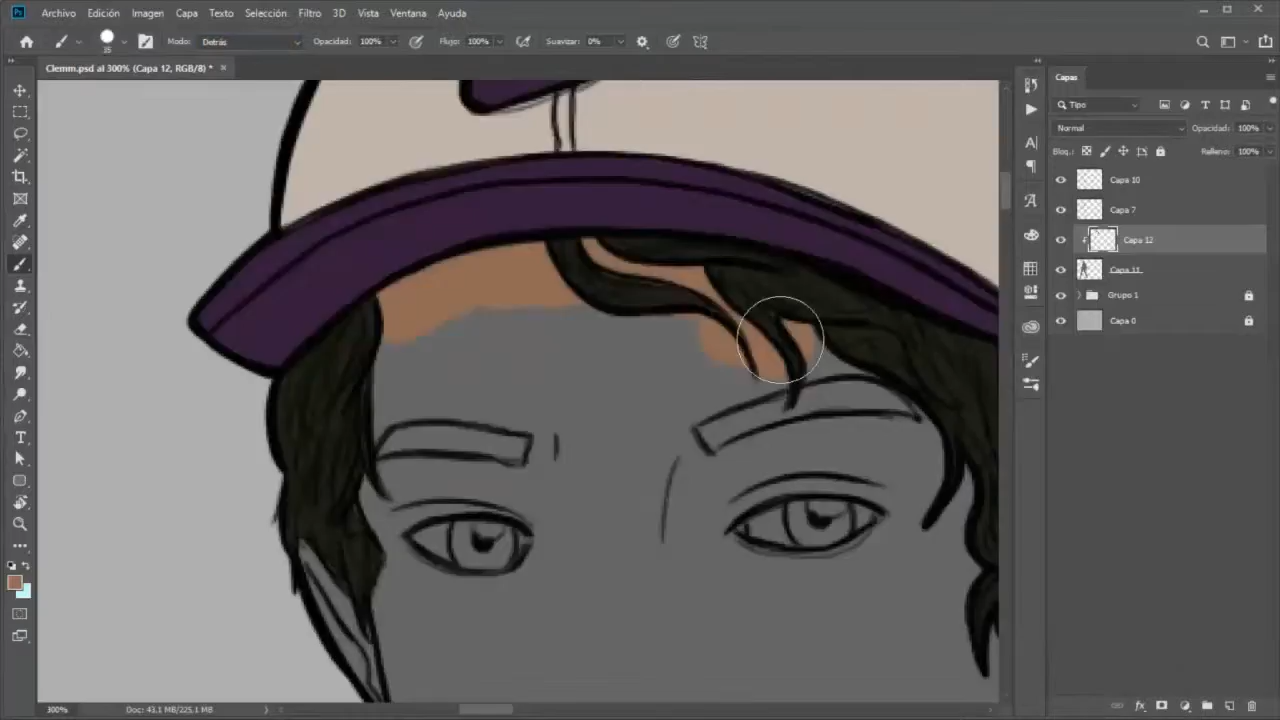 Ps Archivo Edición Imagen Capa Texto Selección Filtro 3D Vista Ventana Ayuda
35 Modo: Detrás Opacidad: 100% Flujo: 100% Suavizar: 0%
Clemm.psd al 300% (Capa 12, RGB/8) *
Capas
Tipo
Normal Opacidad: 100%
Bloq.: Relleno: 100%
Capa 10
Capa 7
Capa 12
Capa 11
Grupo 1
Capa 0
300% Doc: 43.1 MB/225.1 MB